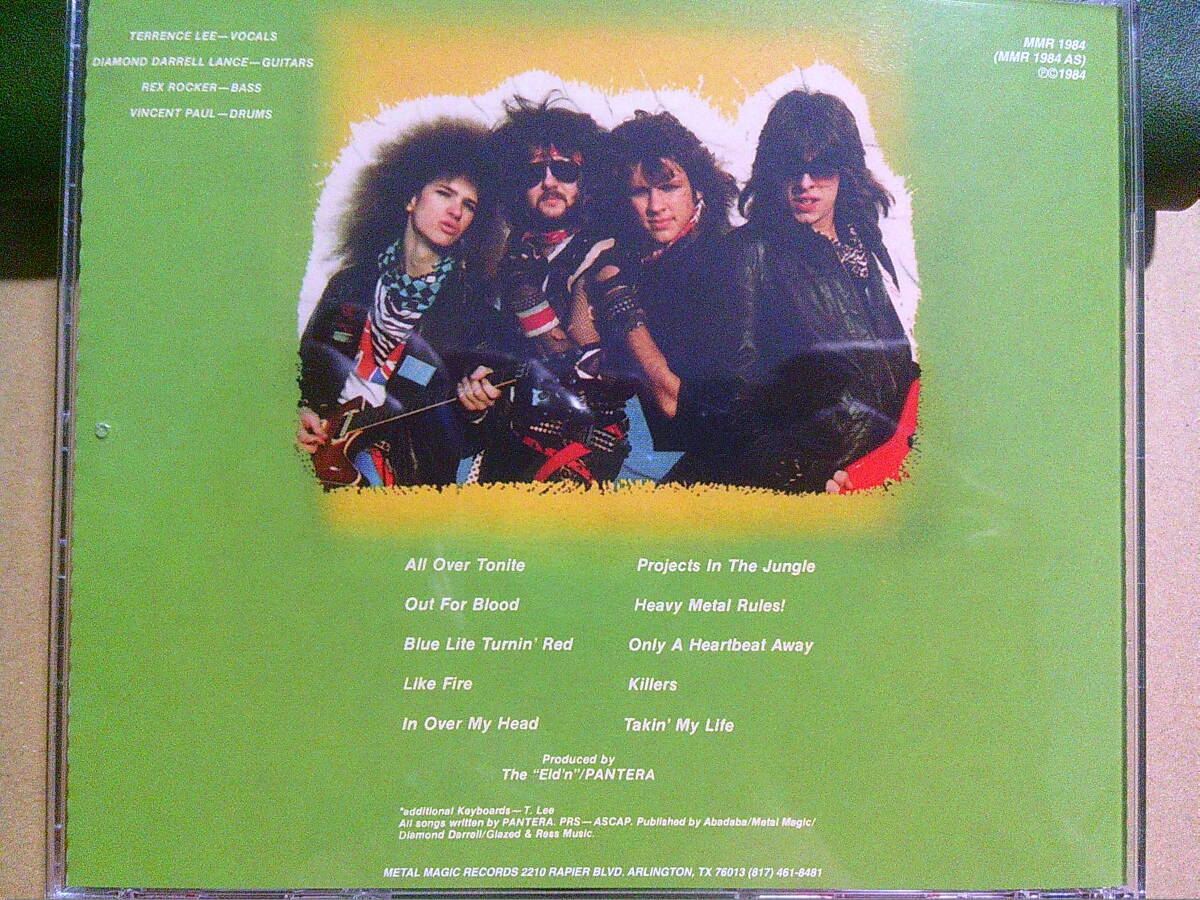 TERRENCE LEE—VOCALS
DIAMOND DARRELL LANCE—GUITARS
REX ROCKER—BASS
VINCENT PAUL—DRUMS
MMR 1984
(MMR 1984 AS)
Ⓟ©1984
All Over Tonite
Out For Blood
Blue Lite Turnin' Red
Like Fire
In Over My Head
Projects In The Jungle
Heavy Metal Rules!
Only A Heartbeat Away
Killers
Takin' My Life
Produced by
The "Eld'n"/PANTERA
*additional Keyboards—T. Lee
All songs written by PANTERA. PRS—ASCAP. Published by Abadaba/Metal Magic/
Diamond Darrell/Glazed & Ress Music.
METAL MAGIC RECORDS 2210 RAPIER BLVD. ARLINGTON, TX 76013 (817) 461-8481